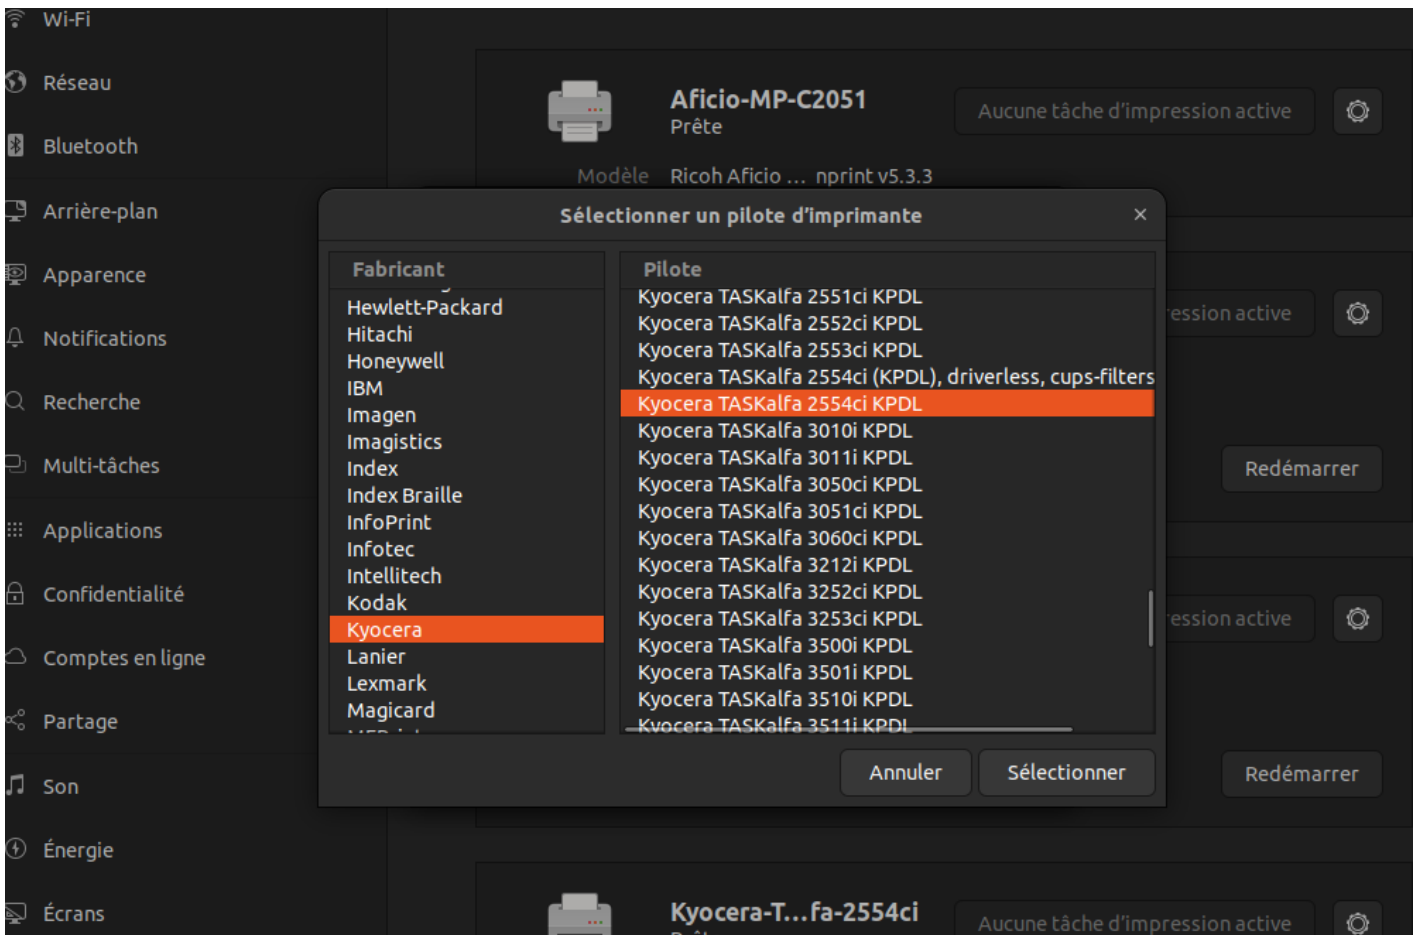 Wi-Fi
Réseau
Bluetooth
Arrière-plan
Apparence
Notifications
Recherche
Multi-tâches
Applications
Confidentialité
Comptes en ligne
Partage
Son
Énergie
Écrans
Aficio-MP-C2051
Prête
Aucune tâche d'impression active
Modèle Ricoh Aficio … nprint v5.3.3
Sélectionner un pilote d'imprimante
Fabricant
Hewlett-Packard
Hitachi
Honeywell
IBM
Imagen
Imagistics
Index
Index Braille
InfoPrint
Infotec
Intellitech
Kodak
Kyocera
Lanier
Lexmark
Magicard
Pilote
Kyocera TASKalfa 2551ci KPDL
Kyocera TASKalfa 2552ci KPDL
Kyocera TASKalfa 2553ci KPDL
Kyocera TASKalfa 2554ci (KPDL), driverless, cups-filters
Kyocera TASKalfa 2554ci KPDL
Kyocera TASKalfa 3010i KPDL
Kyocera TASKalfa 3011i KPDL
Kyocera TASKalfa 3050ci KPDL
Kyocera TASKalfa 3051ci KPDL
Kyocera TASKalfa 3060ci KPDL
Kyocera TASKalfa 3212i KPDL
Kyocera TASKalfa 3252ci KPDL
Kyocera TASKalfa 3253ci KPDL
Kyocera TASKalfa 3500i KPDL
Kyocera TASKalfa 3501i KPDL
Kyocera TASKalfa 3510i KPDL
Kyocera TASKalfa 3511i KPDL
Annuler
Sélectionner
ression active
Redémarrer
ression active
Redémarrer
Kyocera-T…fa-2554ci
Aucune tâche d'impression active